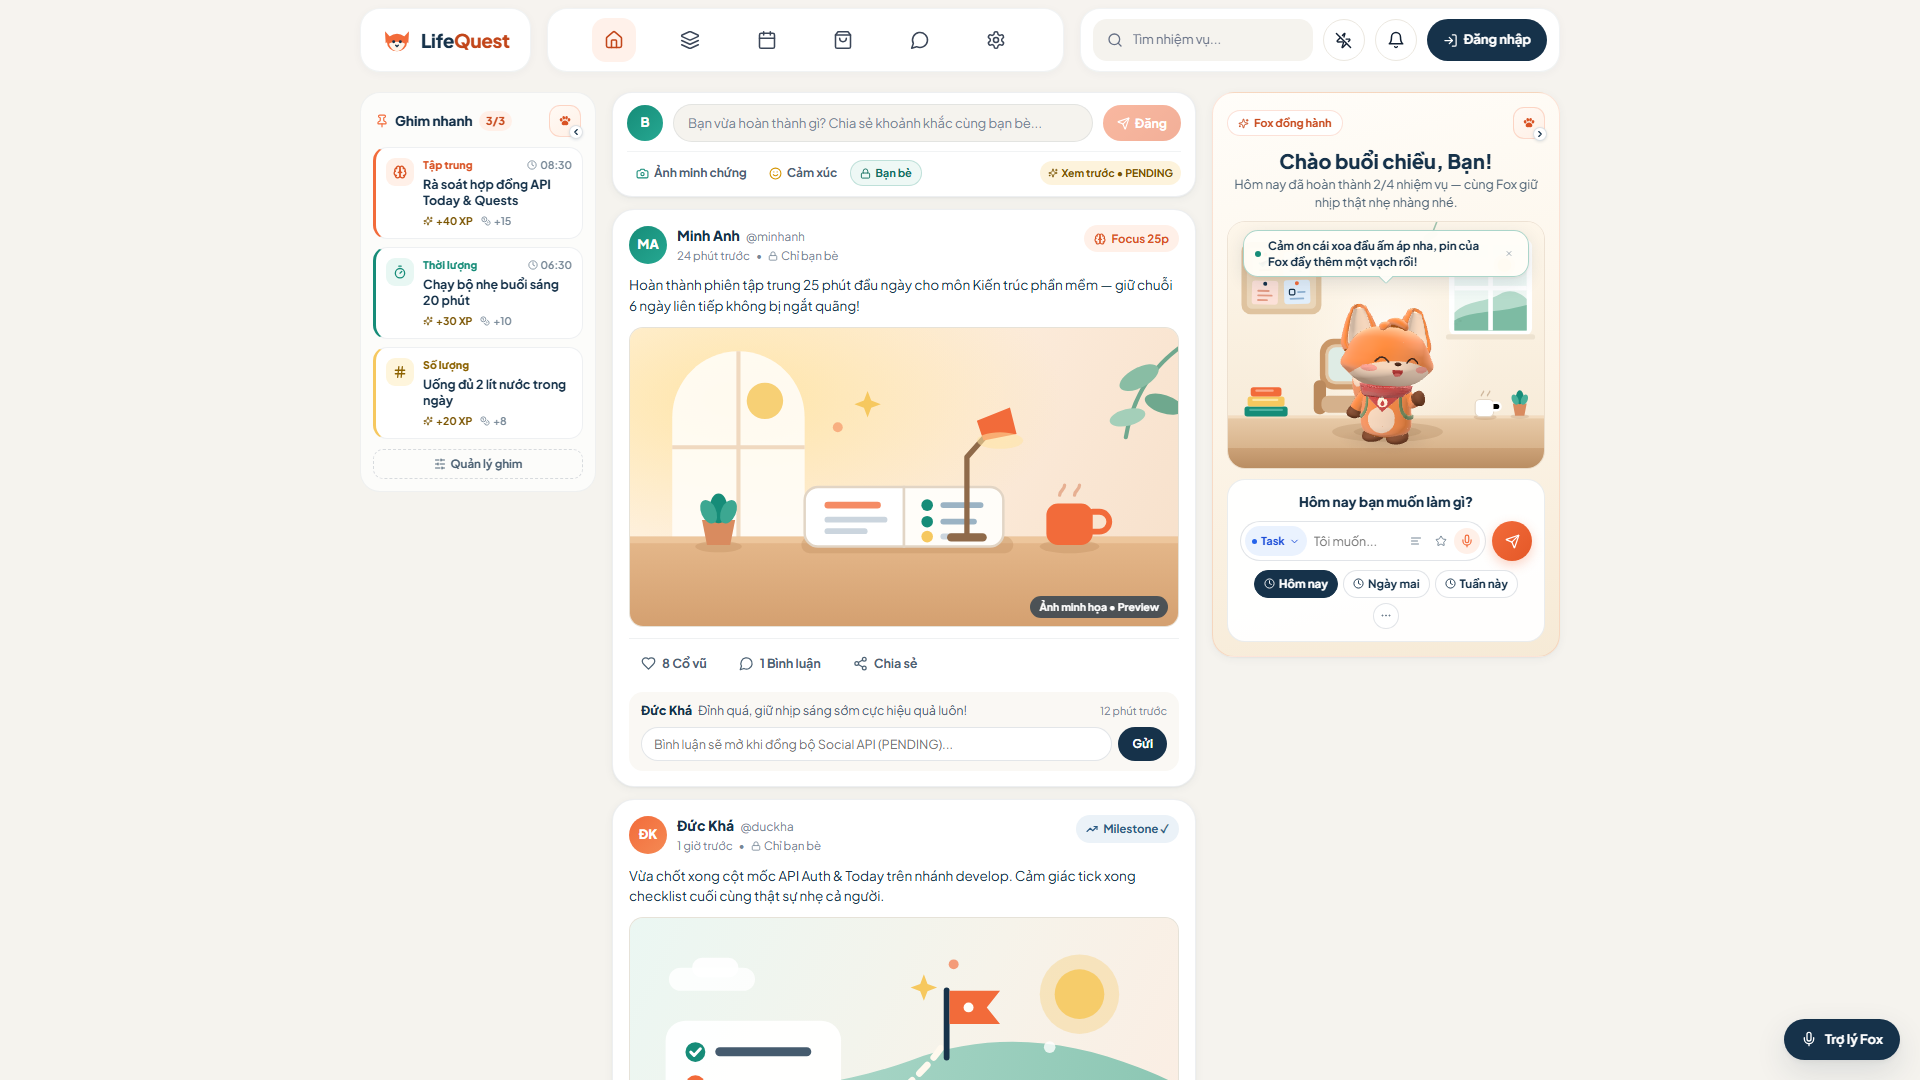 LifeQuest
Tìm nhiệm vụ...
Đăng nhập
Ghim nhanh 3/3
Tập trung 08:30
Rà soát hợp đồng API
Today & Quests
+40 XP +15
Thời lượng 06:30
Chạy bộ nhẹ buổi sáng
20 phút
+30 XP +10
Số lượng
Uống đủ 2 lít nước trong
ngày
+20 XP +8
Quản lý ghim
B Bạn vừa hoàn thành gì? Chia sẻ khoảnh khắc cùng bạn bè... Đăng
Ảnh minh chứng Cảm xúc Bạn bè Xem trước • PENDING
MA Minh Anh @minhanh Focus 25p
24 phút trước • Chỉ bạn bè
Hoàn thành phiên tập trung 25 phút đầu ngày cho môn Kiến trúc phần mềm — giữ chuỗi
6 ngày liên tiếp không bị ngắt quãng!
Ảnh minh họa • Preview
8 Cổ vũ 1 Bình luận Chia sẻ
Đức Khá Đỉnh quá, giữ nhịp sáng sớm cực hiệu quả luôn! 12 phút trước
Bình luận sẽ mở khi đồng bộ Social API (PENDING)... Gửi
ĐK Đức Khá @duckha Milestone ✓
1 giờ trước • Chỉ bạn bè
Vừa chốt xong cột mốc API Auth & Today trên nhánh develop. Cảm giác tick xong
checklist cuối cùng thật sự nhẹ cả người.
Fox đồng hành
Chào buổi chiều, Bạn!
Hôm nay đã hoàn thành 2/4 nhiệm vụ — cùng Fox giữ
nhịp thật nhẹ nhàng nhé.
Cảm ơn cái xoa đầu ấm áp nha, pin của
Fox đầy thêm một vạch rồi!
Hôm nay bạn muốn làm gì?
Task Tôi muốn...
Hôm nay Ngày mai Tuần này
Trợ lý Fox